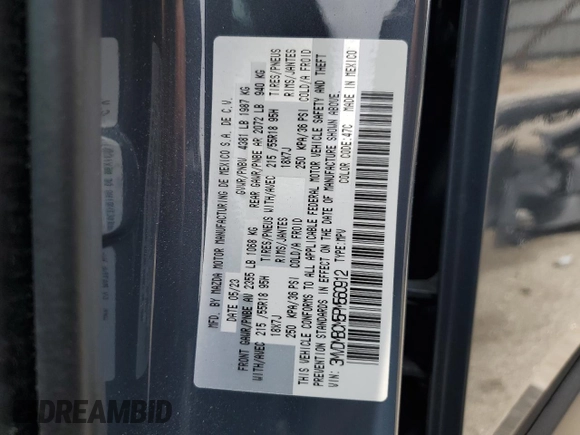 MFD. BY MAZDA MOTOR MANUFACTURING DE MEXICO S.A. DE C.V.
DATE 05/23 GVWR/PNBV 4381 LB 1987 KG
FRONT GAWR/PNBE AV 2355 LB 1068 KG REAR GAWR/PNBE AR 2072 LB 940 KG
WITH/AVEC 215 /55R18 95H TIRES/PNEUS WITH/AVEC 215 /55R18 95H TIRES/PNEUS
18X7J RIMS/JANTES 18X7J RIMS/JANTES
250 KPA/36 PSI COLD/A FROID 250 KPA/36 PSI COLD/A FROID
THIS VEHICLE CONFORMS TO ALL APPLICABLE FEDERAL MOTOR VEHICLE SAFETY AND THEFT
PREVENTION STANDARDS IN EFFECT ON THE DATE OF MANUFACTURE SHOWN ABOVE.
VIN: 3MVDMBCM5PM560912 TYPE: MPV COLOR CODE: 47C MADE IN MEXICO
DREAMBID